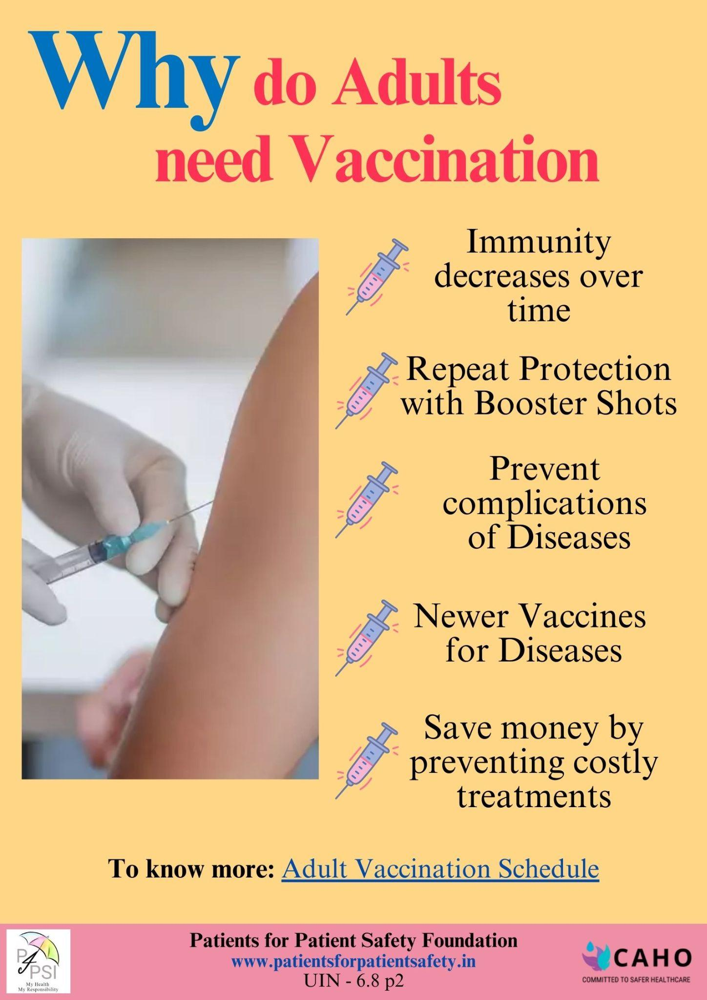 Why do Adults
need Vaccination
Immunity
decreases over
time
Repeat Protection
with Booster Shots
Prevent
complications
of Diseases
Newer Vaccines
for Diseases
Save money by
preventing costly
treatments
To know more: Adult Vaccination Schedule
P4PSI
My Health
My Responsibility
Patients for Patient Safety Foundation
www.patientsforpatientsafety.in
UIN - 6.8 p2
CAHO
COMMITTED TO SAFER HEALTHCARE